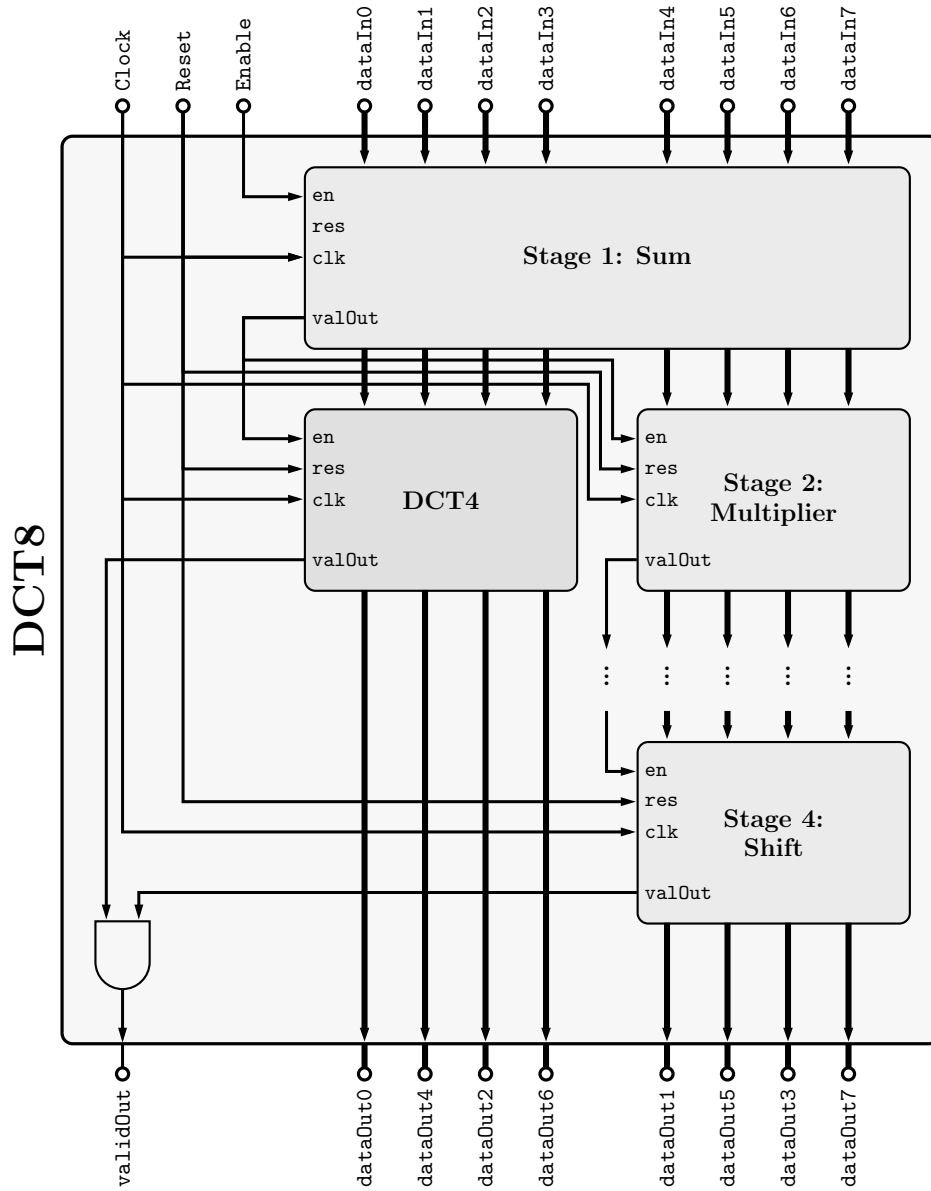 Clock
Reset
Enable
dataIn0
dataIn1
dataIn2
dataIn3
dataIn4
dataIn5
dataIn6
dataIn7
en
res
clk
valOut
Stage 1: Sum
en
res
clk
valOut
DCT4
en
res
clk
valOut
Stage 2:
Multiplier
DCT8
...
...
...
...
...
en
res
clk
valOut
Stage 4:
Shift
validOut
dataOut0
dataOut4
dataOut2
dataOut6
dataOut1
dataOut5
dataOut3
dataOut7